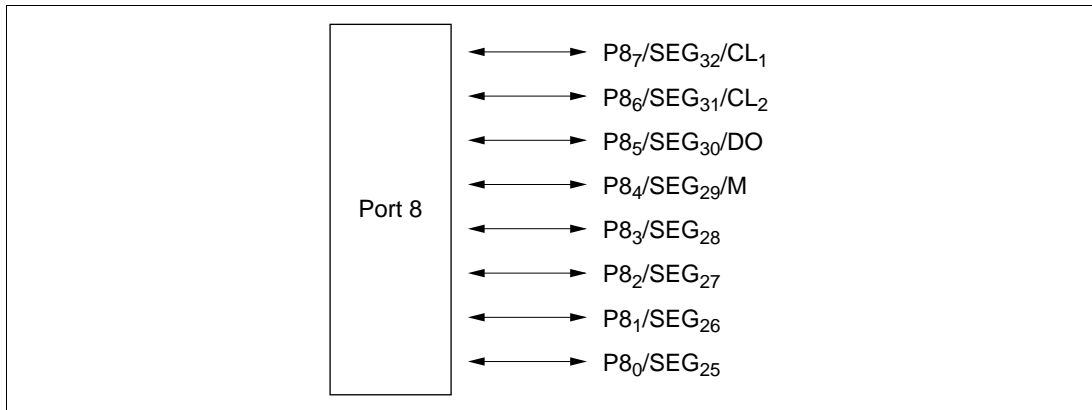 P8₇/SEG₃₂/CL₁
P8₆/SEG₃₁/CL₂
P8₅/SEG₃₀/DO
P8₄/SEG₂₉/M
Port 8
P8₃/SEG₂₈
P8₂/SEG₂₇
P8₁/SEG₂₆
P8₀/SEG₂₅